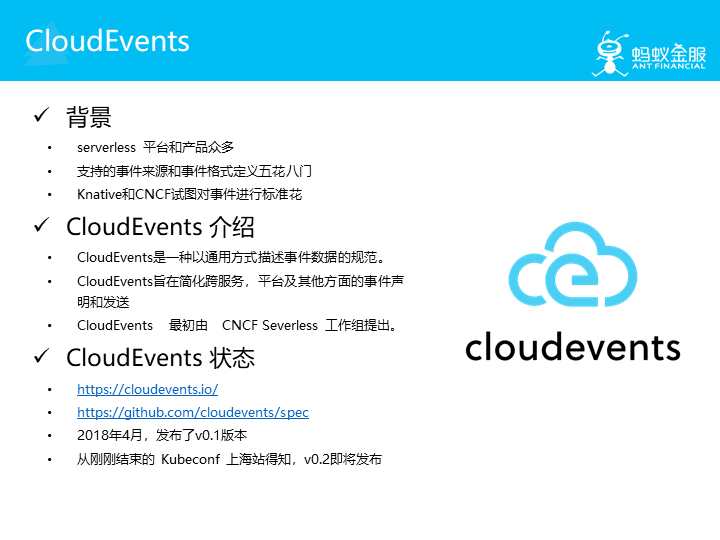 CloudEvents
蚂蚁金服
ANT FINANCIAL
✓ 背景
• serverless 平台和产品众多
• 支持的事件来源和事件格式定义五花八门
• Knative和CNCF试图对事件进行标准花
✓ CloudEvents 介绍
• CloudEvents是一种以通用方式描述事件数据的规范。
• CloudEvents旨在简化跨服务，平台及其他方面的事件声
明和发送
• CloudEvents 最初由 CNCF Severless 工作组提出。
✓ CloudEvents 状态
• https://cloudevents.io/
• https://github.com/cloudevents/spec
• 2018年4月，发布了v0.1版本
• 从刚刚结束的 Kubeconf 上海站得知，v0.2即将发布
cloudevents